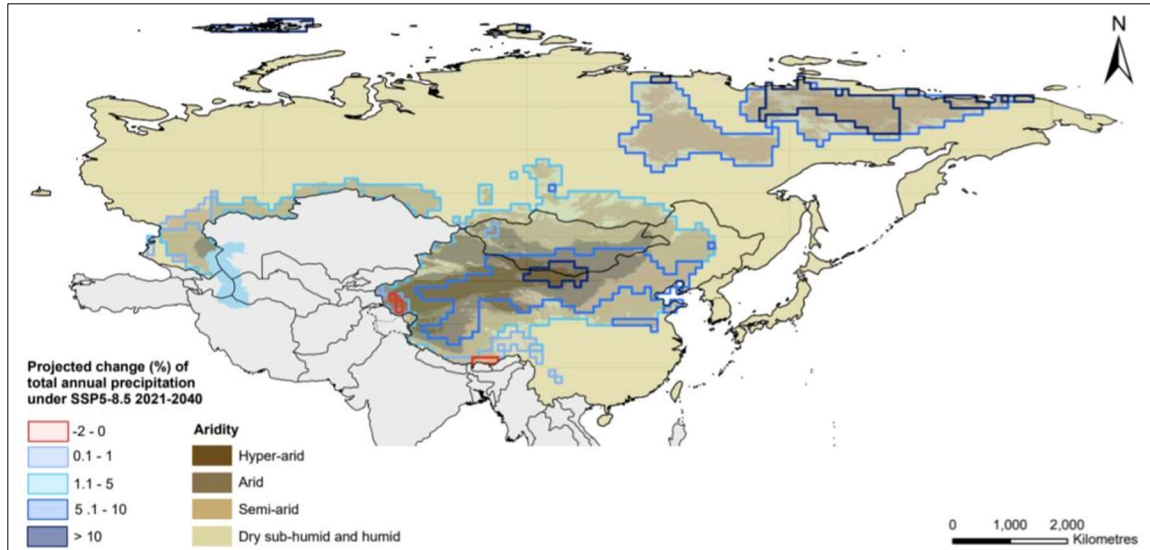 N
Projected change (%) of
total annual precipitation
under SSP5-8.5 2021-2040
-2 - 0
0.1 - 1
1.1 - 5
5 .1 - 10
> 10
Aridity
Hyper-arid
Arid
Semi-arid
Dry sub-humid and humid
0 1,000 2,000
Kilometres